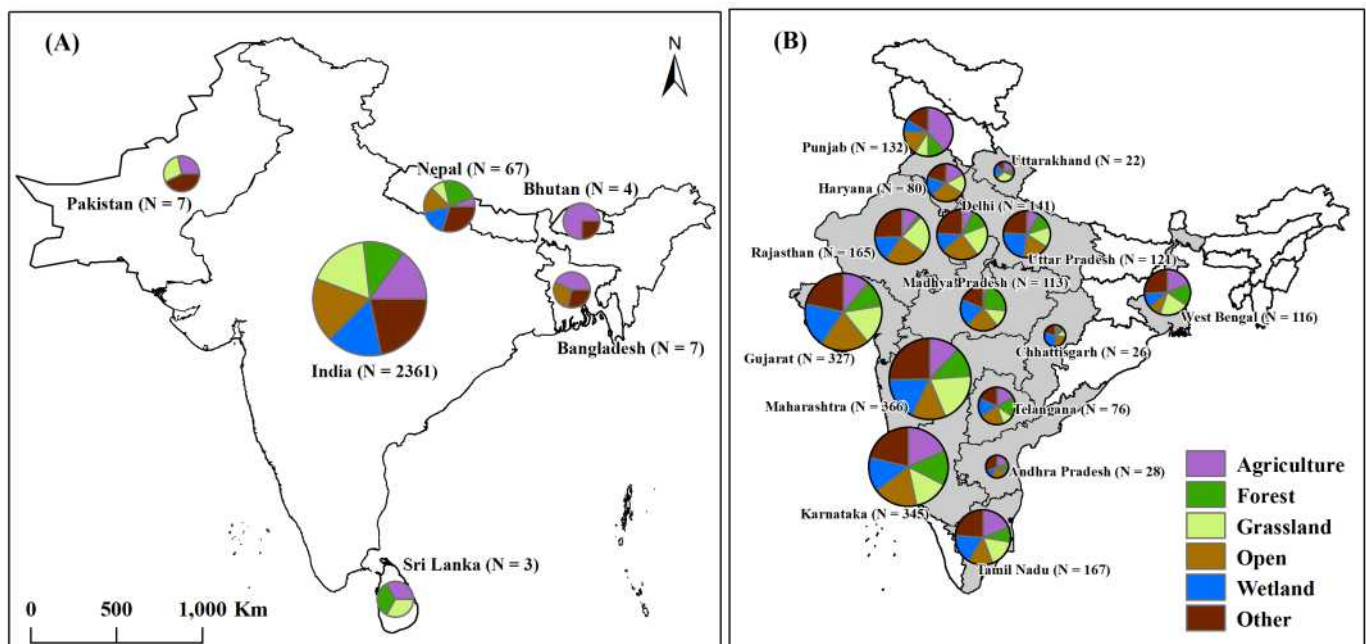 (A)
N
Nepal (N = 67)
Bhutan (N = 4)
Pakistan (N = 7)
India (N = 2361)
Bangladesh (N = 7)
Sri Lanka (N = 3)
0 500 1,000 Km
(B)
Punjab (N = 132)
Uttarakhand (N = 22)
Haryana (N = 80)
Delhi (N = 141)
Rajasthan (N = 165)
Uttar Pradesh (N = 121)
Madhya Pradesh (N = 113)
West Bengal (N = 116)
Gujarat (N = 327)
Chhattisgarh (N = 26)
Maharashtra (N = 366)
Telangana (N = 76)
Andhra Pradesh (N = 28)
Karnataka (N = 345)
Tamil Nadu (N = 167)
Agriculture
Forest
Grassland
Open
Wetland
Other